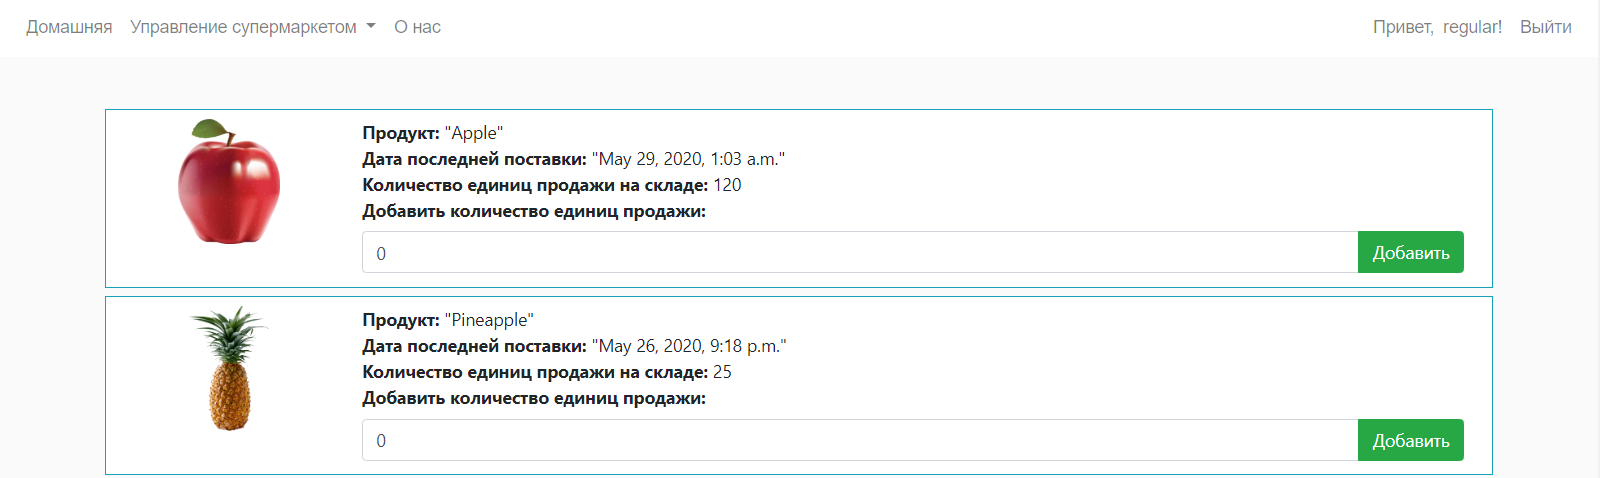 Домашняя Управление супермаркетом О нас Привет, regular! Выйти
Продукт: "Apple"
Дата последней поставки: "May 29, 2020, 1:03 a.m."
Количество единиц продажи на складе: 120
Добавить количество единиц продажи:
0 Добавить
Продукт: "Pineapple"
Дата последней поставки: "May 26, 2020, 9:18 p.m."
Количество единиц продажи на складе: 25
Добавить количество единиц продажи:
0 Добавить